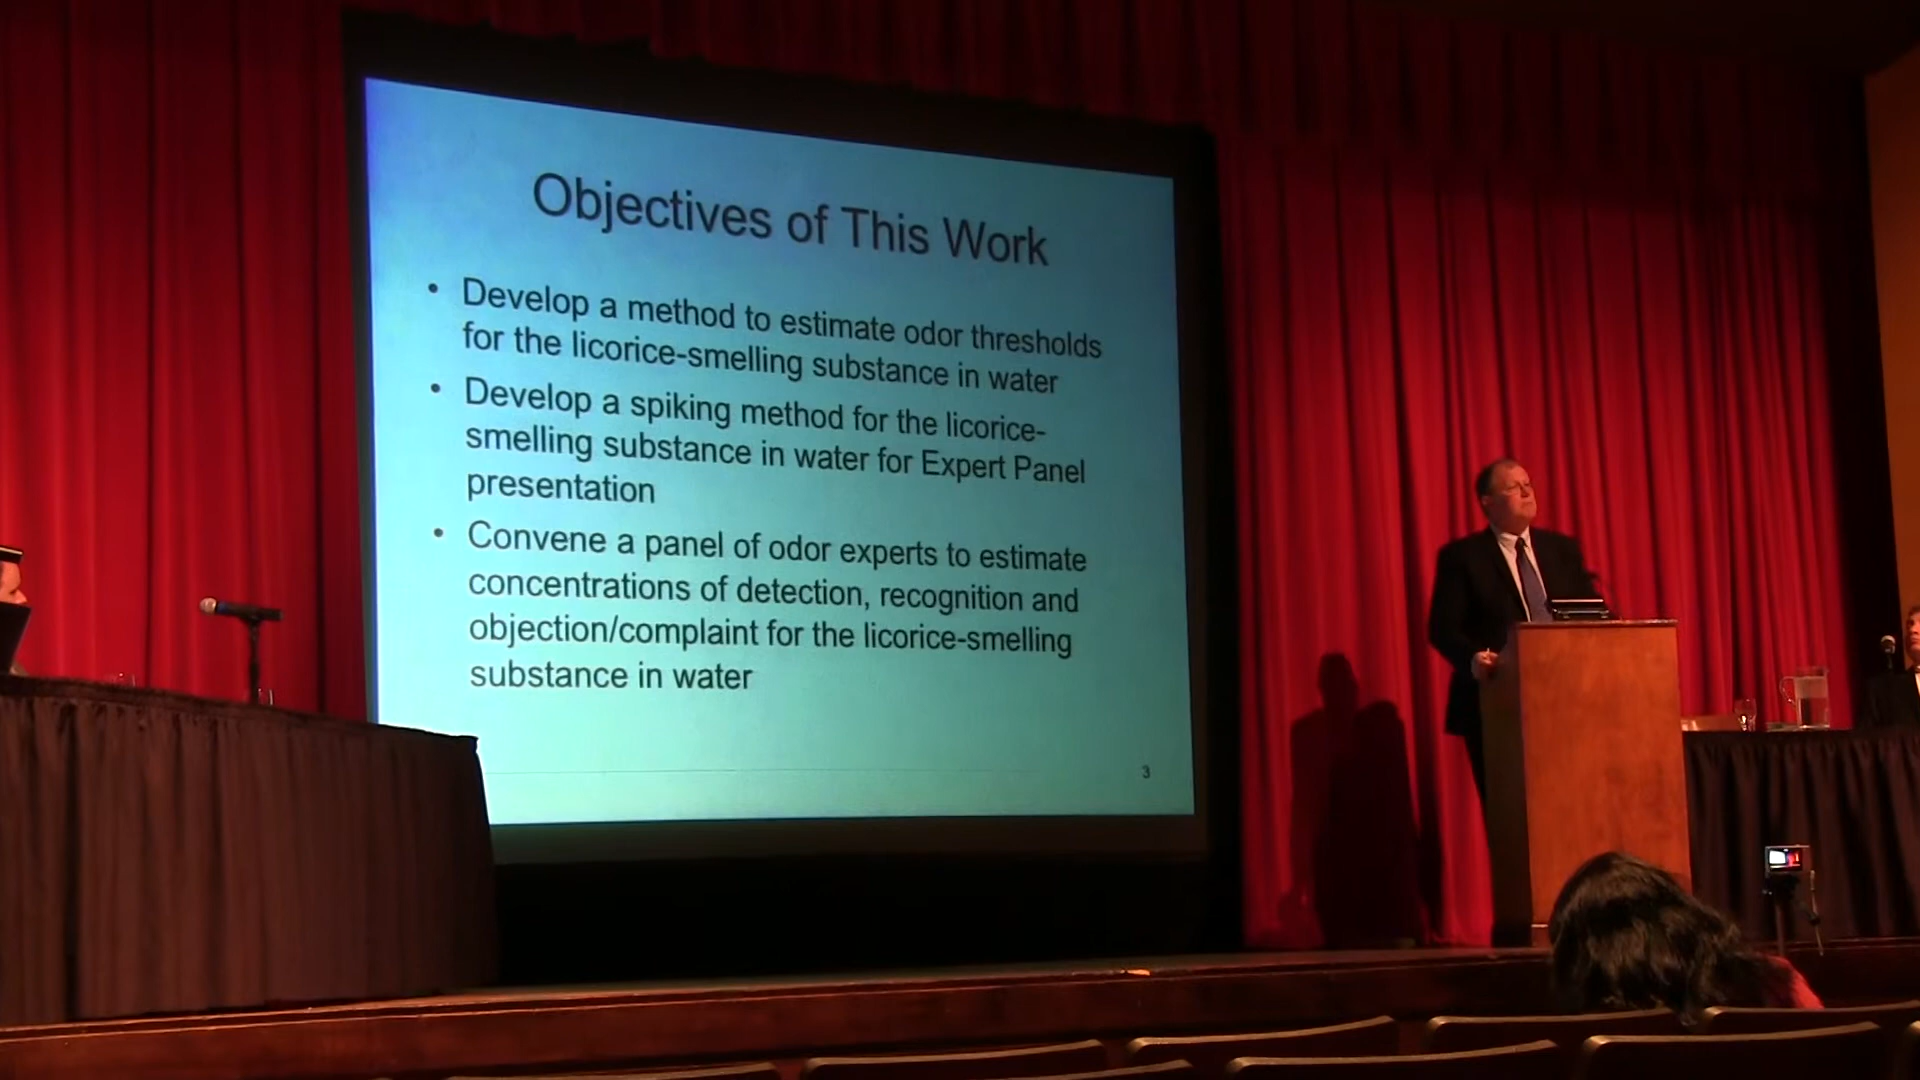 Objectives of This Work
• Develop a method to estimate odor thresholds
for the licorice-smelling substance in water
• Develop a spiking method for the licorice-
smelling substance in water for Expert Panel
presentation
• Convene a panel of odor experts to estimate
concentrations of detection, recognition and
objection/complaint for the licorice-smelling
substance in water
3